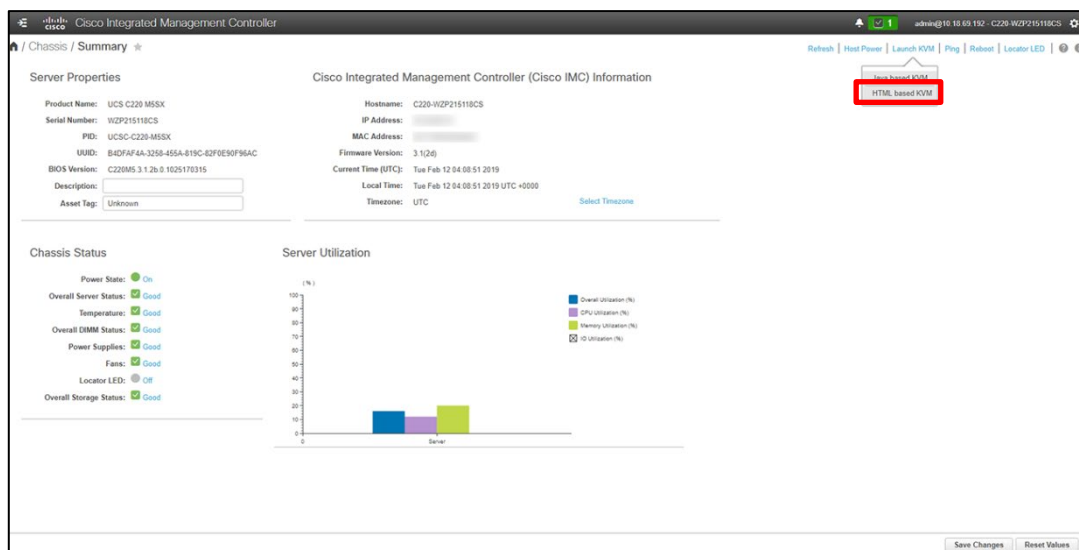 cisco Cisco Integrated Management Controller 1 admin@10.18.69.192 - C220-WZP215118CS
/ Chassis / Summary Refresh | Host Power | Launch KVM | Ping | Reboot | Locator LED |
Java based KVM
HTML based KVM
Server Properties
Product Name: UCS C220 M5SX
Serial Number: WZP215118CS
PID: UCSC-C220-M5SX
UUID: B4DFAF4A-3258-455A-819C-82F0E90F96AC
BIOS Version: C220M5.3.1.2b.0.1025170315
Description:
Asset Tag: Unknown
Cisco Integrated Management Controller (Cisco IMC) Information
Hostname: C220-WZP215118CS
IP Address:
MAC Address:
Firmware Version: 3.1(2d)
Current Time (UTC): Tue Feb 12 04:08:51 2019
Local Time: Tue Feb 12 04:08:51 2019 UTC +0000
Timezone: UTC Select Timezone
Chassis Status
Power State: On
Overall Server Status: Good
Temperature: Good
Overall DIMM Status: Good
Power Supplies: Good
Fans: Good
Locator LED: Off
Overall Storage Status: Good
Server Utilization
(%)
100
90
80
70
60
50
40
30
20
10
0
0 Server
Overall Utilization (%)
CPU Utilization (%)
Memory Utilization (%)
IO Utilization (%)
Save Changes Reset Values